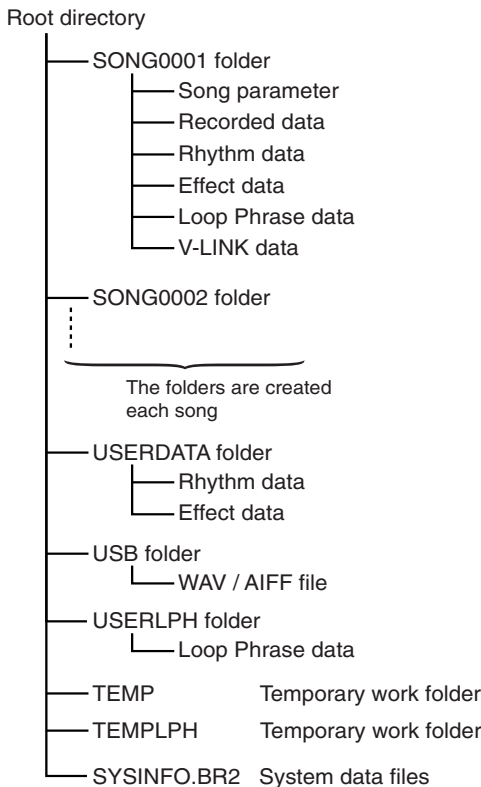 Root directory
SONG0001 folder
Song parameter
Recorded data
Rhythm data
Effect data
Loop Phrase data
V-LINK data
SONG0002 folder
The folders are created
each song
USERDATA folder
Rhythm data
Effect data
USB folder
WAV / AIFF file
USERLPH folder
Loop Phrase data
TEMP Temporary work folder
TEMPLPH Temporary work folder
SYSINFO.BR2 System data files